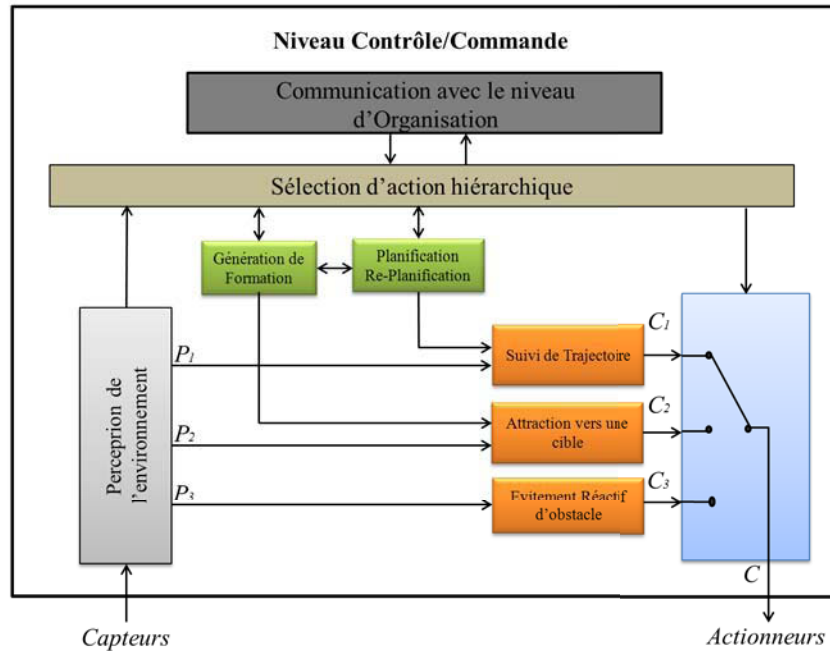 Niveau Contrôle/Commande
Communication avec le niveau
d'Organisation
Sélection d'action hiérarchique
Génération de
Formation
Planification
Re-Planification
Perceprion de
l'environnement
P1
P2
P3
Suivi de Trajectoire
Attraction vers une
cible
Evitement Réactif
d'obstacle
C1
C2
C3
C
Capteurs
Actionneurs